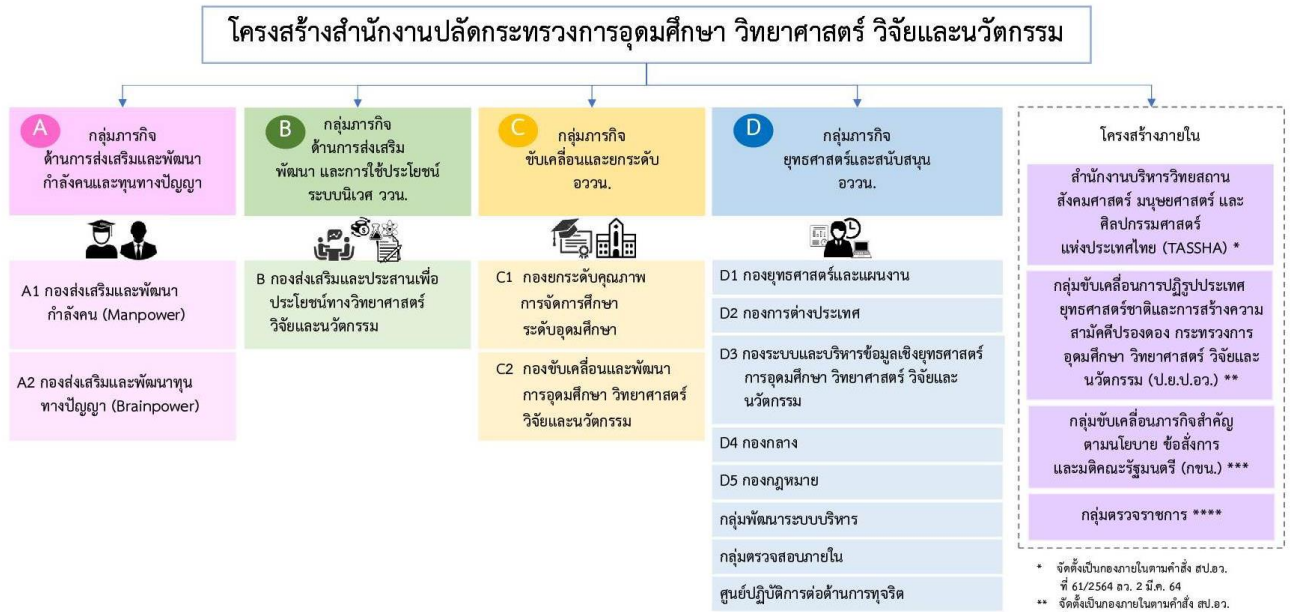 โครงสร้างสำนักงานปลัดกระทรวงการอุดมศึกษา วิทยาศาสตร์ วิจัยและนวัตกรรม
A
กลุ่มภารกิจ
ด้านการส่งเสริมและพัฒนา
กำลังคนและทุนทางปัญญา
A1 กองส่งเสริมและพัฒนา
กำลังคน (Manpower)
A2 กองส่งเสริมและพัฒนาทุน
ทางปัญญา (Brainpower)
B
กลุ่มภารกิจ
ด้านการส่งเสริม
พัฒนา และการใช้ประโยชน์
ระบบนิเวศ ววน.
B กองส่งเสริมและประสานเพื่อ
ประโยชน์ทางวิทยาศาสตร์
วิจัยและนวัตกรรม
C
กลุ่มภารกิจ
ขับเคลื่อนและยกระดับ
อววน.
C1 กองยกระดับคุณภาพ
การจัดการศึกษา
ระดับอุดมศึกษา
C2 กองขับเคลื่อนและพัฒนา
การอุดมศึกษา วิทยาศาสตร์
วิจัยและนวัตกรรม
D
กลุ่มภารกิจ
ยุทธศาสตร์และสนับสนุน
อววน.
D1 กองยุทธศาสตร์และแผนงาน
D2 กองการต่างประเทศ
D3 กองระบบและบริหารข้อมูลเชิงยุทธศาสตร์
การอุดมศึกษา วิทยาศาสตร์ วิจัยและ
นวัตกรรม
D4 กองกลาง
D5 กองกฎหมาย
กลุ่มพัฒนาระบบบริหาร
กลุ่มตรวจสอบภายใน
ศูนย์ปฏิบัติการต่อต้านการทุจริต
โครงสร้างภายใน
สำนักงานบริหารวิทยสถาน
สังคมศาสตร์ มนุษยศาสตร์ และ
ศิลปกรรมศาสตร์
แห่งประเทศไทย (TASSHA) *
กลุ่มขับเคลื่อนการปฏิรูปประเทศ
ยุทธศาสตร์ชาติและการสร้างความ
สามัคคีปรองดอง กระทรวงการ
อุดมศึกษา วิทยาศาสตร์ วิจัยและ
นวัตกรรม (ป.ย.ป.อว.) **
กลุ่มขับเคลื่อนภารกิจสำคัญ
ตามนโยบาย ข้อสั่งการ
และมติคณะรัฐมนตรี (กขน.) ***
กลุ่มตรวจราชการ ****
* จัดตั้งเป็นกองภายในตามคำสั่ง สป.อว.
ที่ 61/2564 ลว. 2 มี.ค. 64
** จัดตั้งเป็นกองภายในตามคำสั่ง สป.อว.